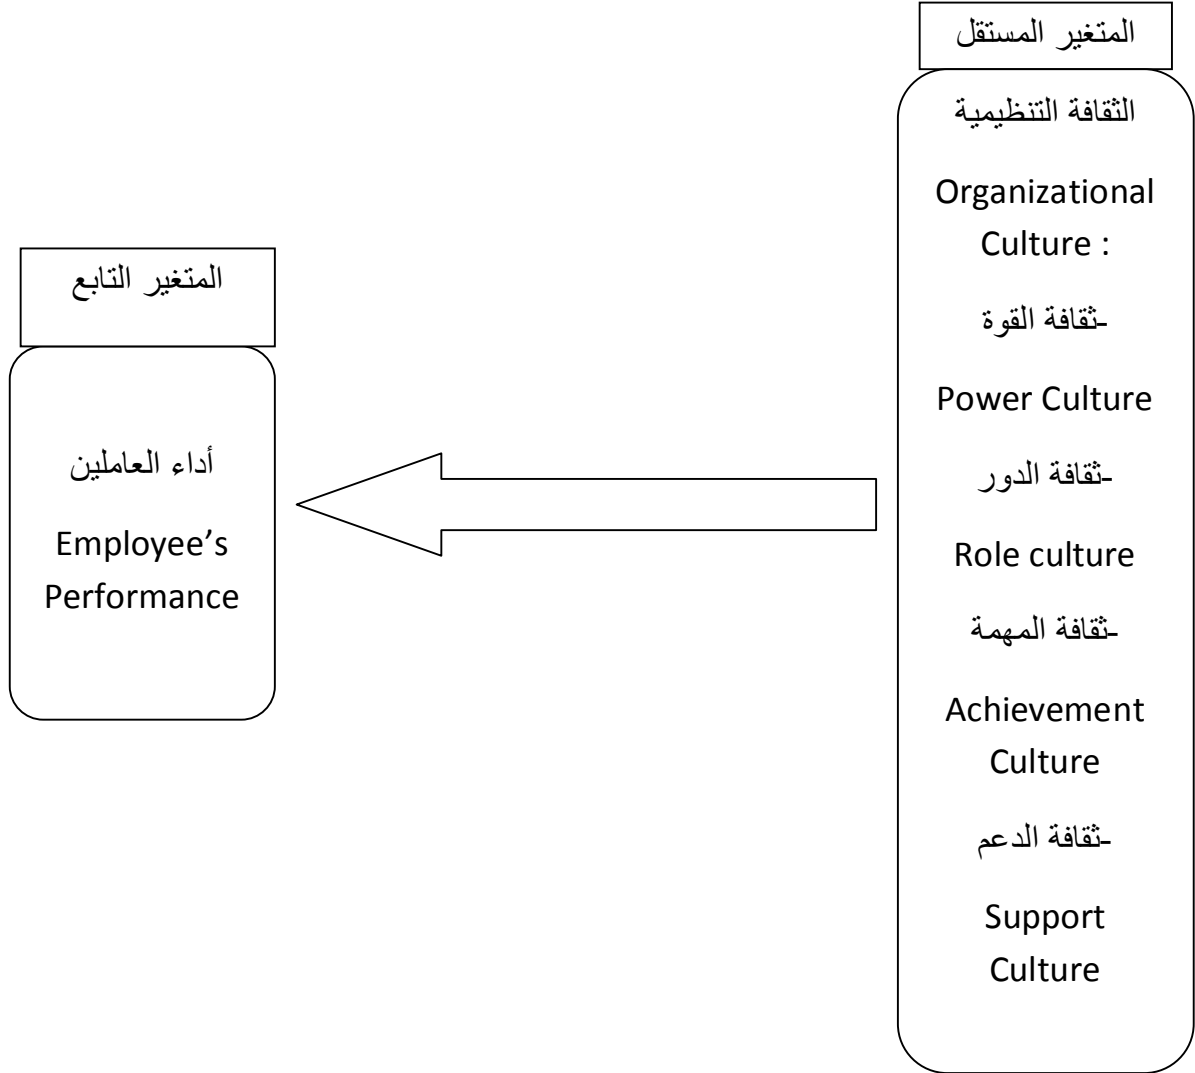 المتغير المستقل
الثقافة التنظيمية
Organizational
Culture :
-ثقافة القوة
Power Culture
-ثقافة الدور
Role culture
-ثقافة المهمة
Achievement
Culture
-ثقافة الدعم
Support
Culture
المتغير التابع
أداء العاملين
Employee’s
Performance